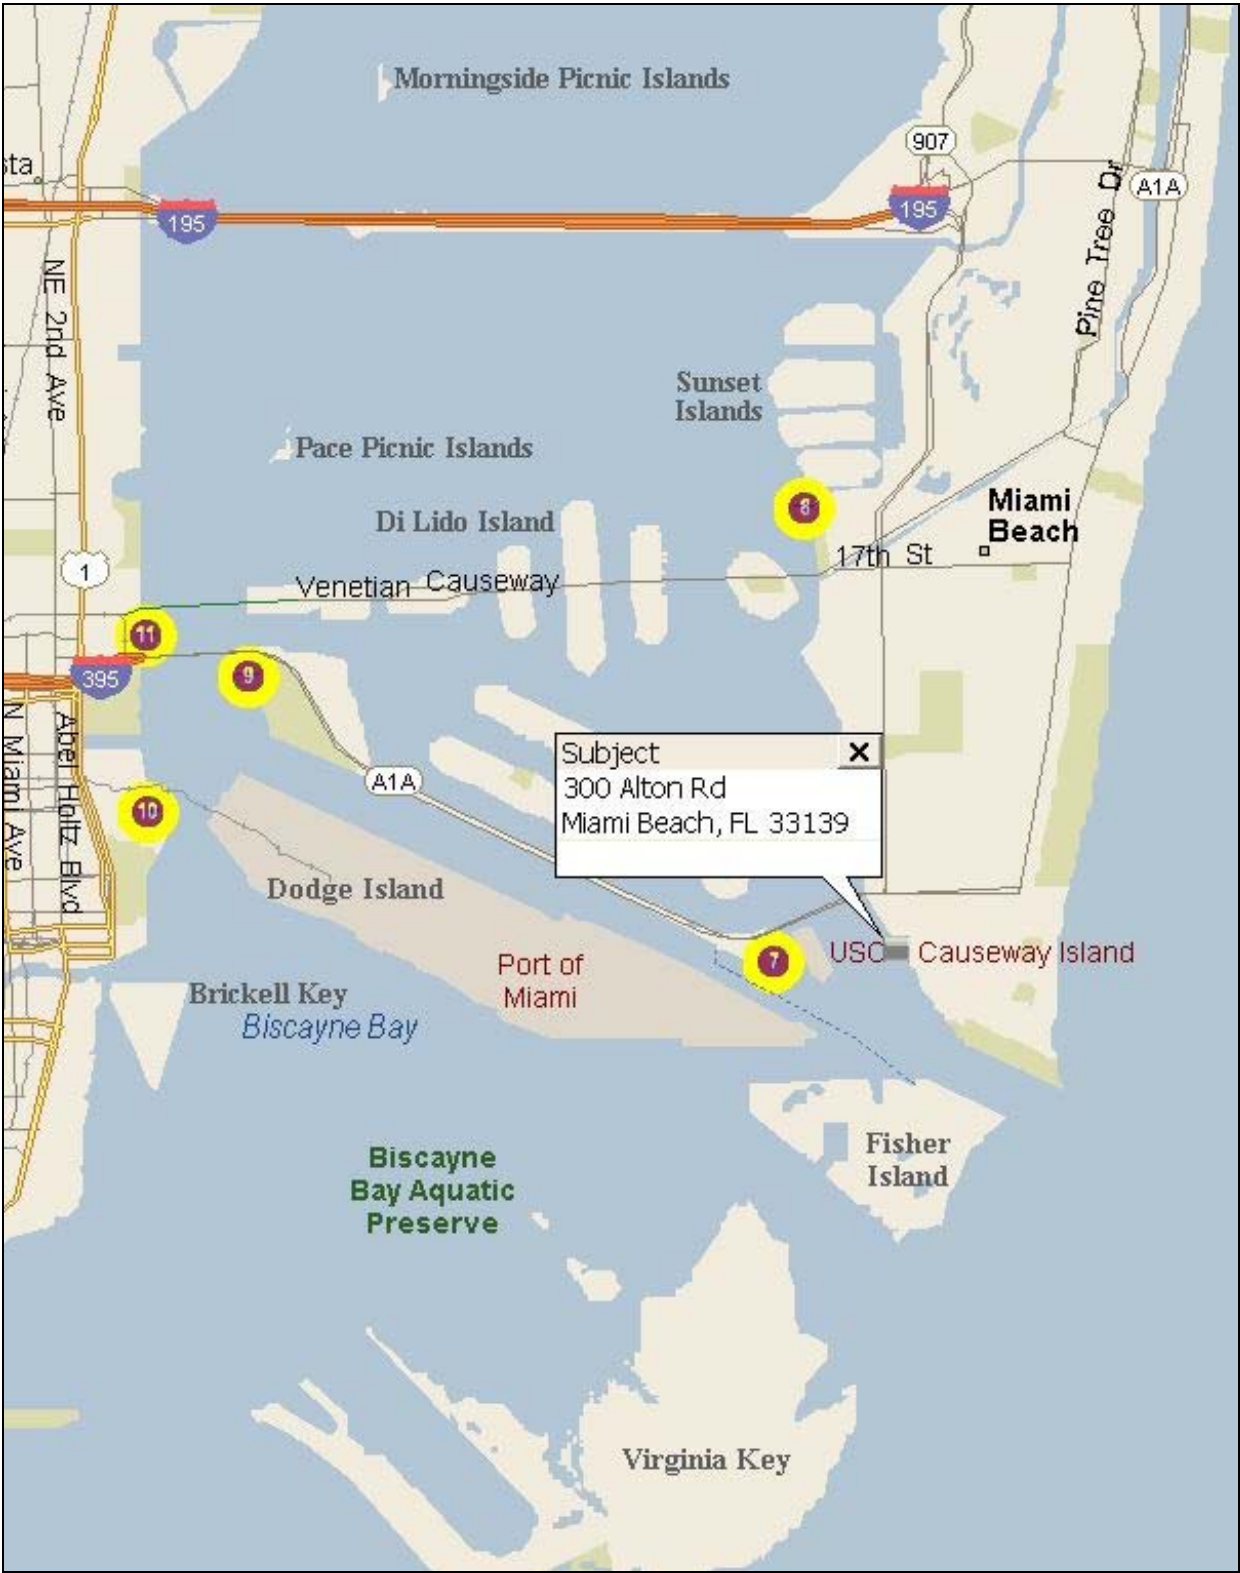 Morningside Picnic Islands
907
sta
A1A
195
195
Pine Tree Dr
NE 2nd Ave
Sunset
Islands
Pace Picnic Islands
Miami
Beach
8
Di Lido Island
17th St
1
Venetian Causeway
11
9
395
N Miami Ave
Abel Holtz Blvd
Subject
300 Alton Rd
Miami Beach, FL 33139
A1A
10
Dodge Island
USC Causeway Island
7
Port of
Miami
Brickell Key
Biscayne Bay
Fisher
Island
Biscayne
Bay Aquatic
Preserve
Virginia Key